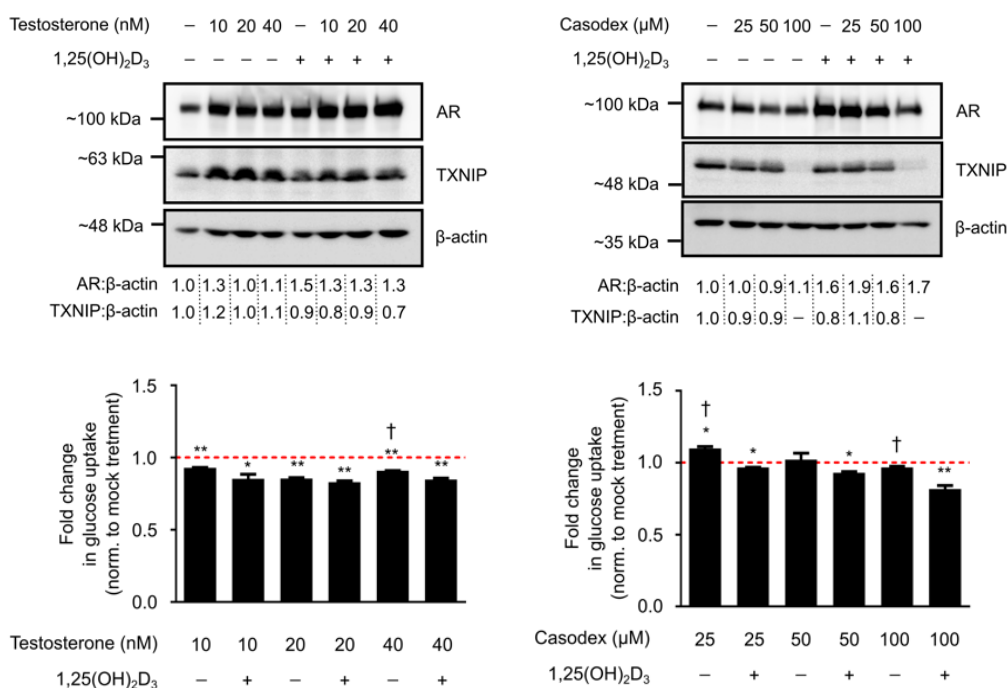 Testosterone (nM) – 10 20 40 – 10 20 40
1,25(OH)₂D₃ – – – – + + + +
~100 kDa
AR
~63 kDa
TXNIP
~48 kDa
β-actin
AR:β-actin 1.0 1.3 1.0 1.1 1.5 1.3 1.3 1.3
TXNIP:β-actin 1.0 1.2 1.0 1.1 0.9 0.8 0.9 0.7
Casodex (μM) – 25 50 100 – 25 50 100
1,25(OH)₂D₃ – – – – + + + +
~100 kDa
AR
TXNIP
~48 kDa
β-actin
~35 kDa
AR:β-actin 1.0 1.0 0.9 1.1 1.6 1.9 1.6 1.7
TXNIP:β-actin 1.0 0.9 0.9 – 0.8 1.1 0.8 –
Fold change
in glucose uptake
(norm. to mock tretment)
1.5
1.0
0.5
0.0
** * ** ** † ** **
Testosterone (nM) 10 10 20 20 40 40
1,25(OH)₂D₃ – + – + – +
Fold change
in glucose uptake
(norm. to mock tretment)
1.5
1.0
0.5
0.0
† * * * † **
Casodex (μM) 25 25 50 50 100 100
1,25(OH)₂D₃ – + – + – +